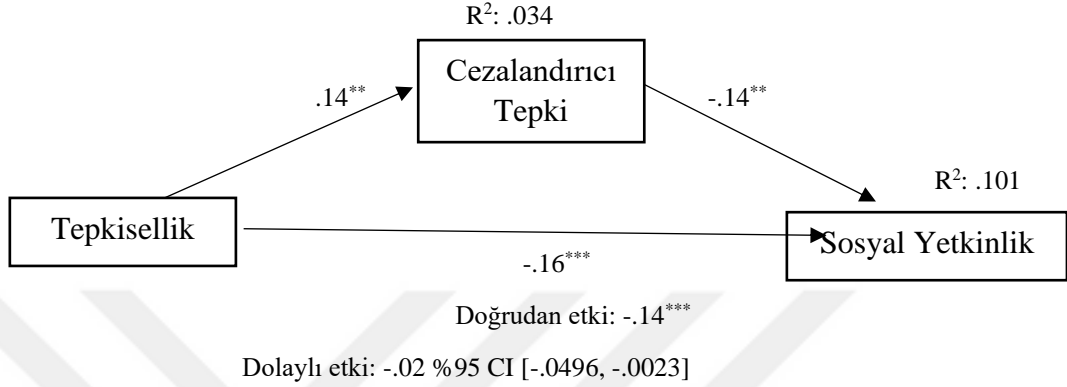 R²: .034
Cezalandırıcı
Tepki
.14**
-.14**
R²: .101
Tepkisellik
Sosyal Yetkinlik
-.16***
Doğrudan etki: -.14***
Dolaylı etki: -.02 %95 CI [-.0496, -.0023]